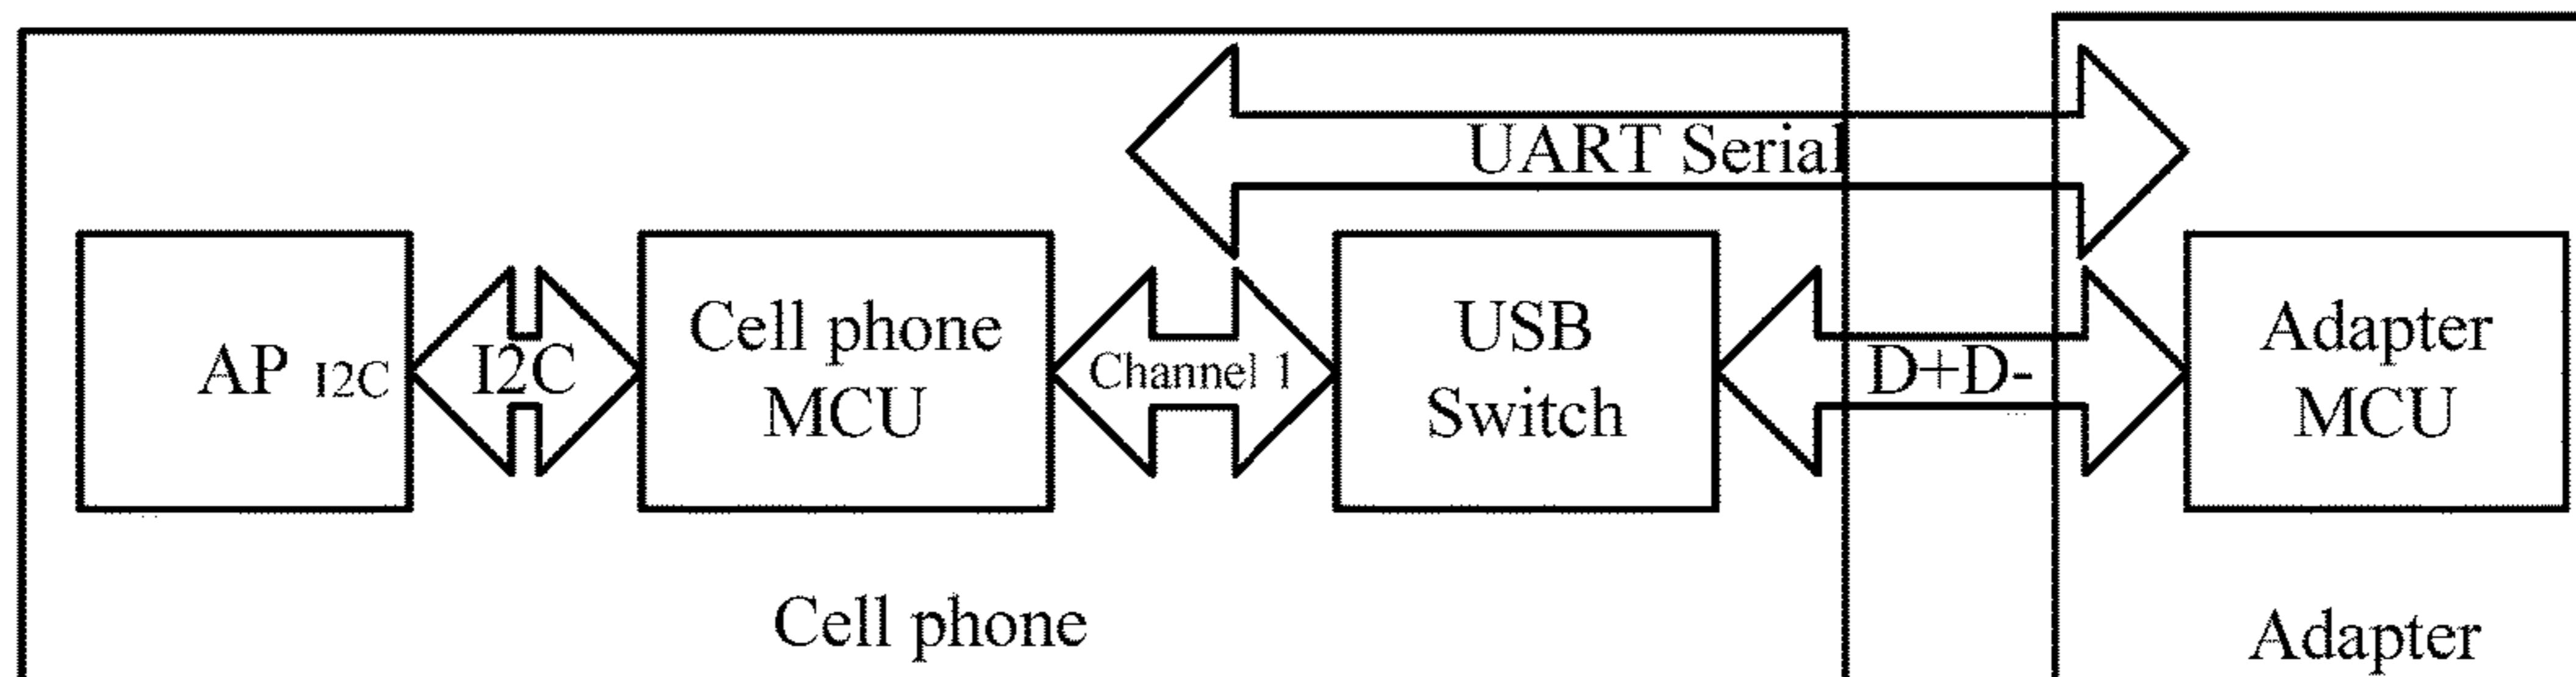 UART Serial
AP I2C
I2C
Cell phone
MCU
Channel 1
USB
Switch
D+D-
Adapter
MCU
Cell phone
Adapter